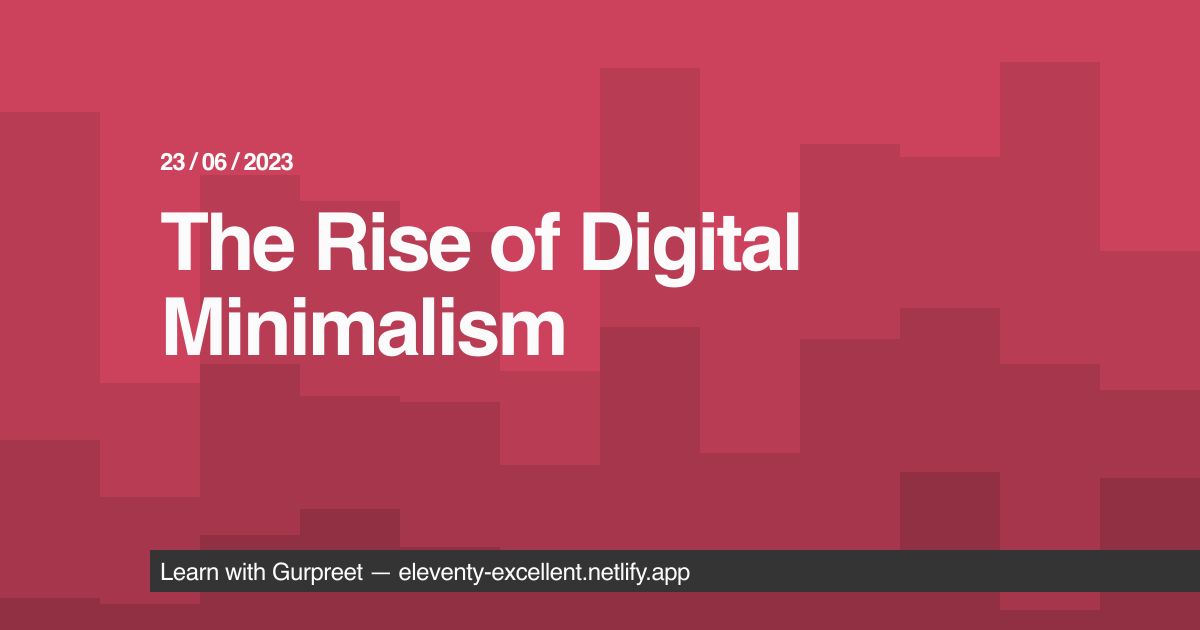 23 / 06 / 2023
The Rise of Digital
Minimalism
Learn with Gurpreet — eleventy-excellent.netlify.app